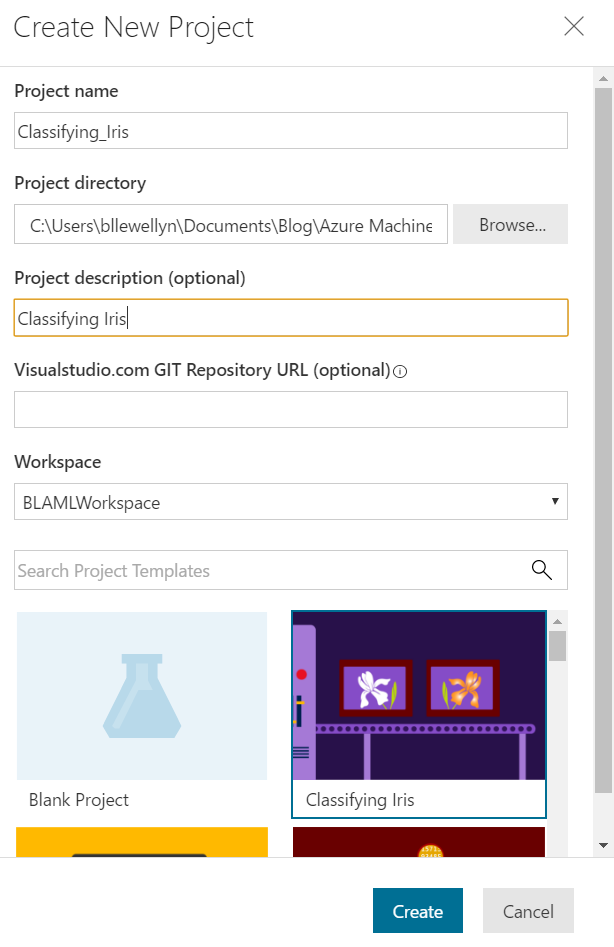 Create New Project
Project name
Classifying_Iris
Project directory
C:\Users\bllewellyn\Documents\Blog\Azure Machine
Browse...
Project description (optional)
Classifying Iris
Visualstudio.com GIT Repository URL (optional)
Workspace
BLAMLWorkspace
Search Project Templates
Blank Project
Classifying Iris
Create
Cancel